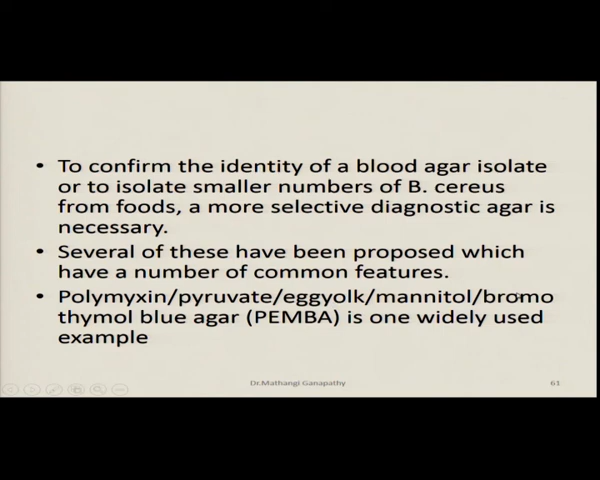 • To confirm the identity of a blood agar isolate
or to isolate smaller numbers of B. cereus
from foods, a more selective diagnostic agar is
necessary.
• Several of these have been proposed which
have a number of common features.
• Polymyxin/pyruvate/eggyolk/mannitol/bromo
thymol blue agar (PEMBA) is one widely used
example
Dr.Mathangi Ganapathy 61